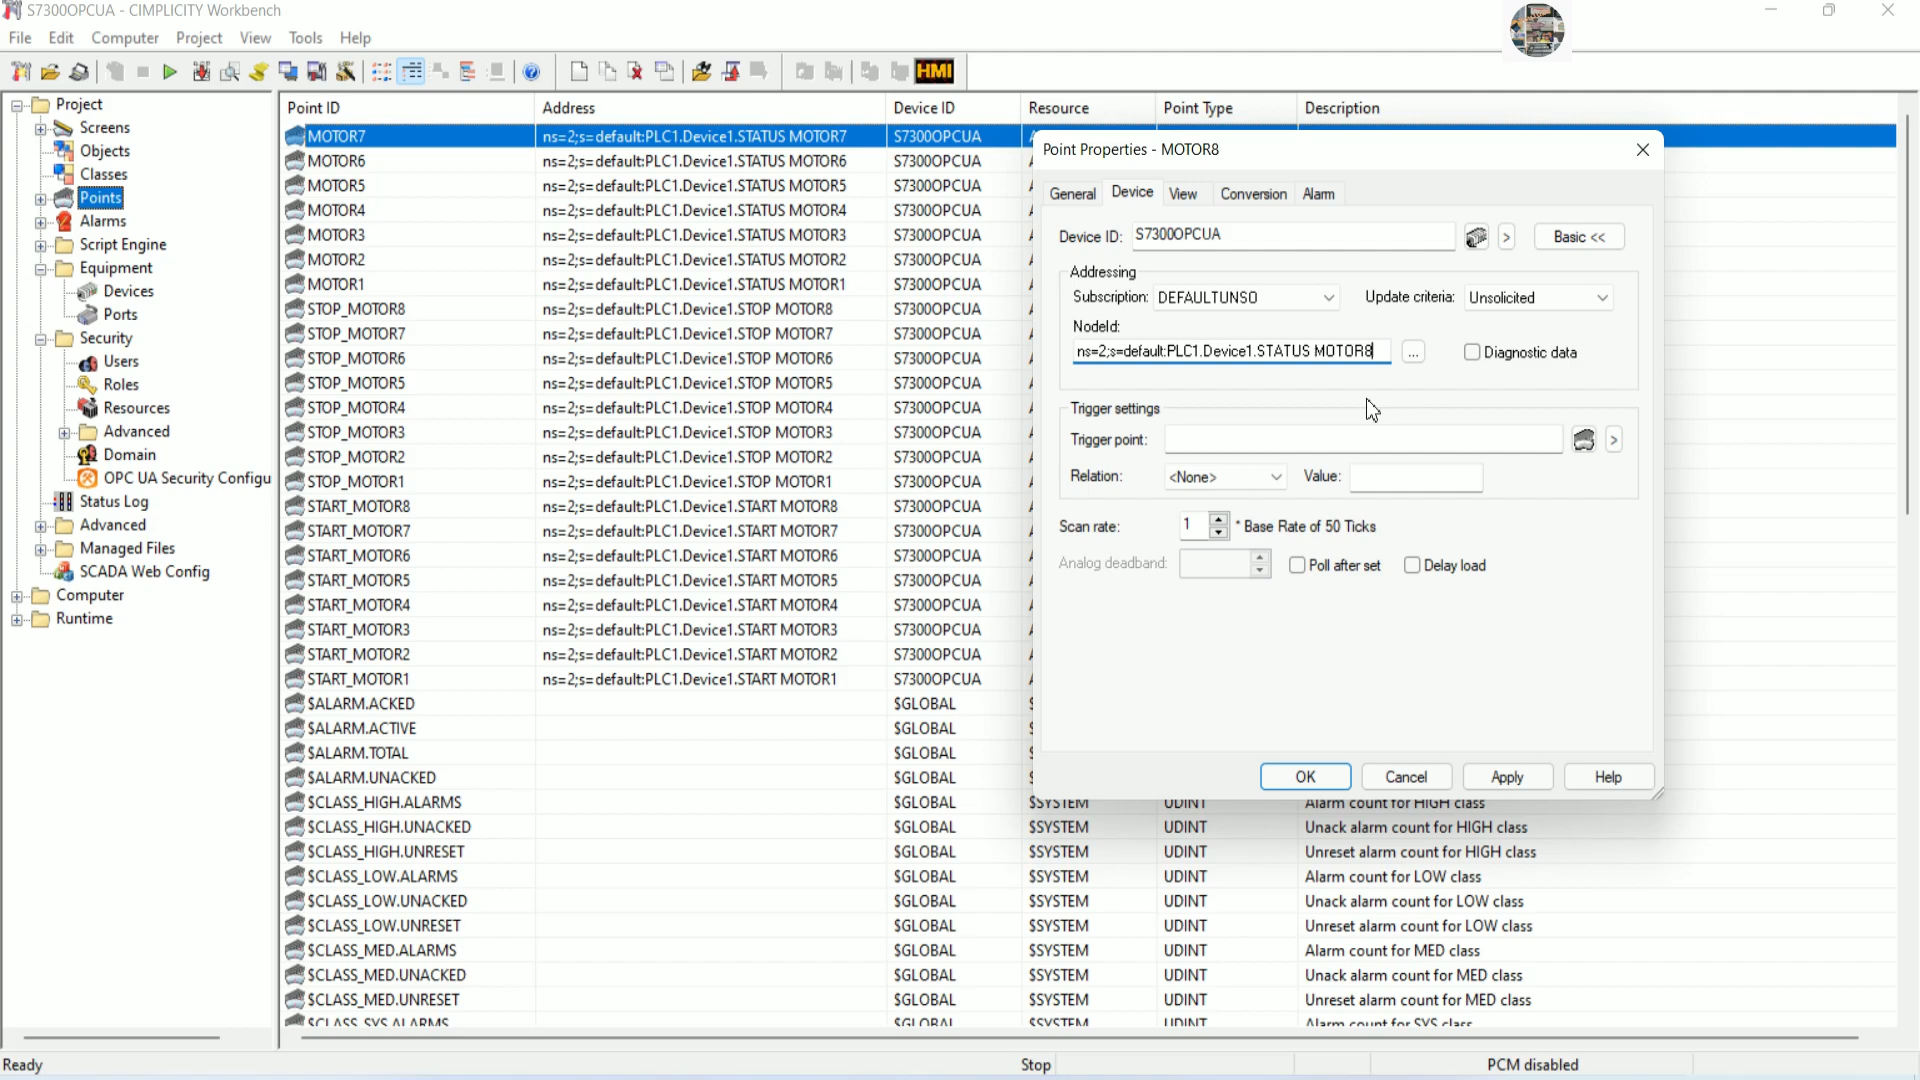 S7300OPCUA - CIMPLICITY Workbench
File Edit Computer Project View Tools Help
HMI
Project
Screens
Objects
Classes
Points
Alarms
Script Engine
Equipment
Devices
Ports
Security
Users
Roles
Resources
Advanced
Domain
OPC UA Security Configu
Status Log
Advanced
Managed Files
SCADA Web Config
Computer
Runtime
Point ID Address Device ID Resource Point Type Description
MOTOR7 ns=2;s=default:PLC1.Device1.STATUS MOTOR7 S7300OPCUA
MOTOR6 ns=2;s=default:PLC1.Device1.STATUS MOTOR6 S7300OPCUA
MOTOR5 ns=2;s=default:PLC1.Device1.STATUS MOTOR5 S7300OPCUA
MOTOR4 ns=2;s=default:PLC1.Device1.STATUS MOTOR4 S7300OPCUA
MOTOR3 ns=2;s=default:PLC1.Device1.STATUS MOTOR3 S7300OPCUA
MOTOR2 ns=2;s=default:PLC1.Device1.STATUS MOTOR2 S7300OPCUA
MOTOR1 ns=2;s=default:PLC1.Device1.STATUS MOTOR1 S7300OPCUA
STOP_MOTOR8 ns=2;s=default:PLC1.Device1.STOP MOTOR8 S7300OPCUA
STOP_MOTOR7 ns=2;s=default:PLC1.Device1.STOP MOTOR7 S7300OPCUA
STOP_MOTOR6 ns=2;s=default:PLC1.Device1.STOP MOTOR6 S7300OPCUA
STOP_MOTOR5 ns=2;s=default:PLC1.Device1.STOP MOTOR5 S7300OPCUA
STOP_MOTOR4 ns=2;s=default:PLC1.Device1.STOP MOTOR4 S7300OPCUA
STOP_MOTOR3 ns=2;s=default:PLC1.Device1.STOP MOTOR3 S7300OPCUA
STOP_MOTOR2 ns=2;s=default:PLC1.Device1.STOP MOTOR2 S7300OPCUA
STOP_MOTOR1 ns=2;s=default:PLC1.Device1.STOP MOTOR1 S7300OPCUA
START_MOTOR8 ns=2;s=default:PLC1.Device1.START MOTOR8 S7300OPCUA
START_MOTOR7 ns=2;s=default:PLC1.Device1.START MOTOR7 S7300OPCUA
START_MOTOR6 ns=2;s=default:PLC1.Device1.START MOTOR6 S7300OPCUA
START_MOTOR5 ns=2;s=default:PLC1.Device1.START MOTOR5 S7300OPCUA
START_MOTOR4 ns=2;s=default:PLC1.Device1.START MOTOR4 S7300OPCUA
START_MOTOR3 ns=2;s=default:PLC1.Device1.START MOTOR3 S7300OPCUA
START_MOTOR2 ns=2;s=default:PLC1.Device1.START MOTOR2 S7300OPCUA
START_MOTOR1 ns=2;s=default:PLC1.Device1.START MOTOR1 S7300OPCUA
$ALARM.ACKED $GLOBAL
$ALARM.ACTIVE $GLOBAL
$ALARM.TOTAL $GLOBAL
$ALARM.UNACKED $GLOBAL
$CLASS_HIGH.ALARMS $GLOBAL $SYSTEM UDINT Alarm count for HIGH class
$CLASS_HIGH.UNACKED $GLOBAL $SYSTEM UDINT Unack alarm count for HIGH class
$CLASS_HIGH.UNRESET $GLOBAL $SYSTEM UDINT Unreset alarm count for HIGH class
$CLASS_LOW.ALARMS $GLOBAL $SYSTEM UDINT Alarm count for LOW class
$CLASS_LOW.UNACKED $GLOBAL $SYSTEM UDINT Unack alarm count for LOW class
$CLASS_LOW.UNRESET $GLOBAL $SYSTEM UDINT Unreset alarm count for LOW class
$CLASS_MED.ALARMS $GLOBAL $SYSTEM UDINT Alarm count for MED class
$CLASS_MED.UNACKED $GLOBAL $SYSTEM UDINT Unack alarm count for MED class
$CLASS_MED.UNRESET $GLOBAL $SYSTEM UDINT Unreset alarm count for MED class
$CLASS_SYS.ALARMS $GLOBAL $SYSTEM UDINT Alarm count for SYS class
Point Properties - MOTOR8
General Device View Conversion Alarm
Device ID: S7300OPCUA > Basic <<
Addressing
Subscription: DEFAULTUNSO Update criteria: Unsolicited
NodeId:
ns=2;s=default:PLC1.Device1.STATUS MOTOR8 ... Diagnostic data
Trigger settings
Trigger point: >
Relation: <None> Value:
Scan rate: 1 * Base Rate of 50 Ticks
Analog deadband: Poll after set Delay load
OK Cancel Apply Help
Ready Stop PCM disabled